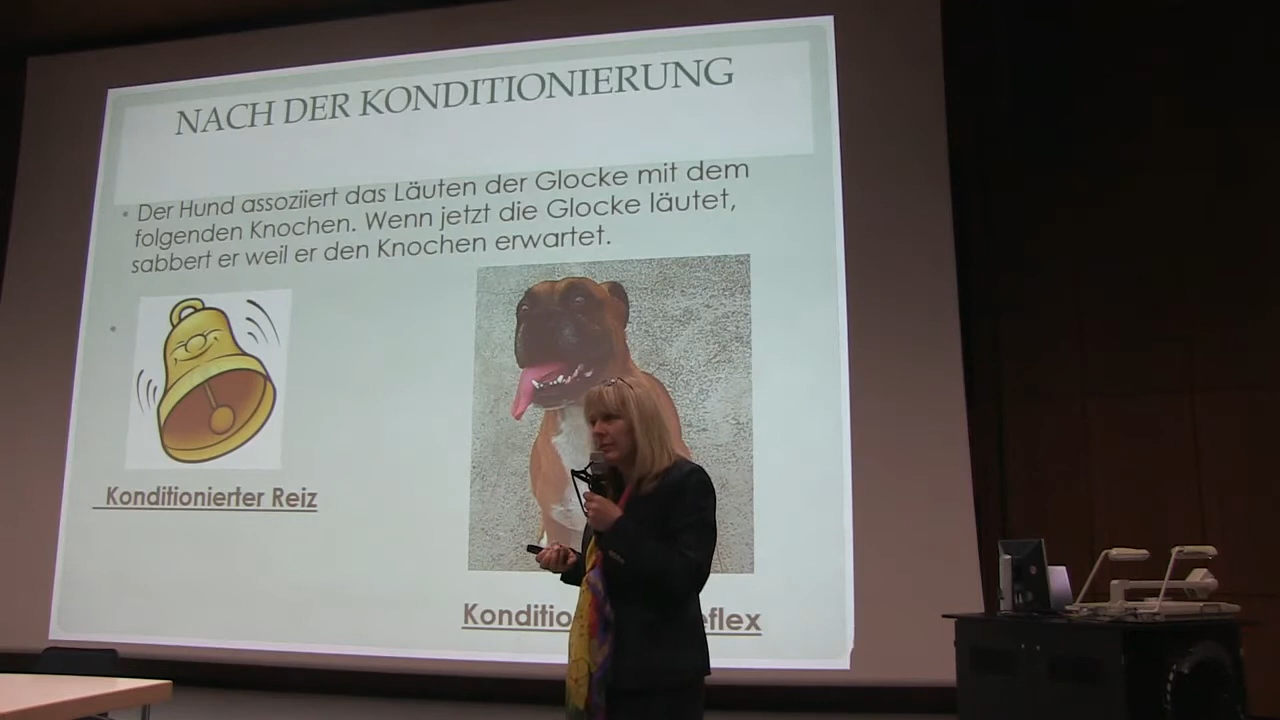 NACH DER KONDITIONIERUNG
• Der Hund assoziiert das Läuten der Glocke mit dem
folgenden Knochen. Wenn jetzt die Glocke läutet,
sabbert er weil er den Knochen erwartet.
•
Konditionierter Reiz